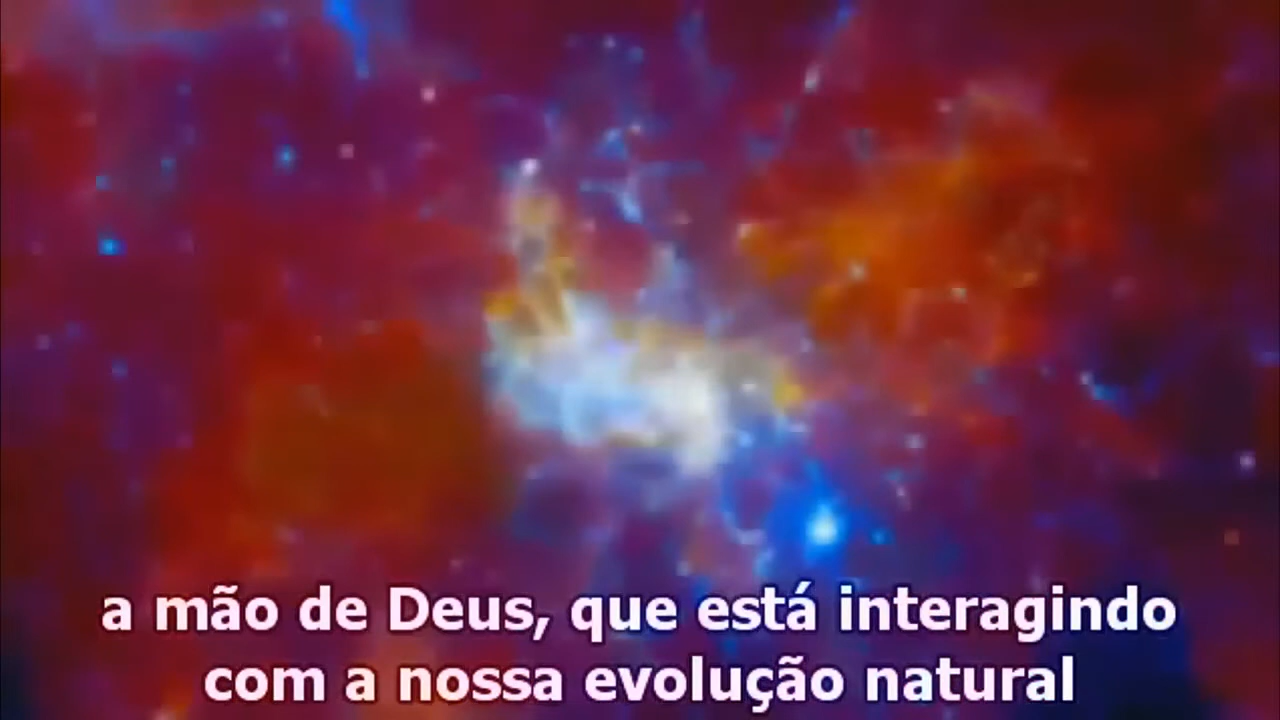 a mão de Deus, que está interagindo
com a nossa evolução natural